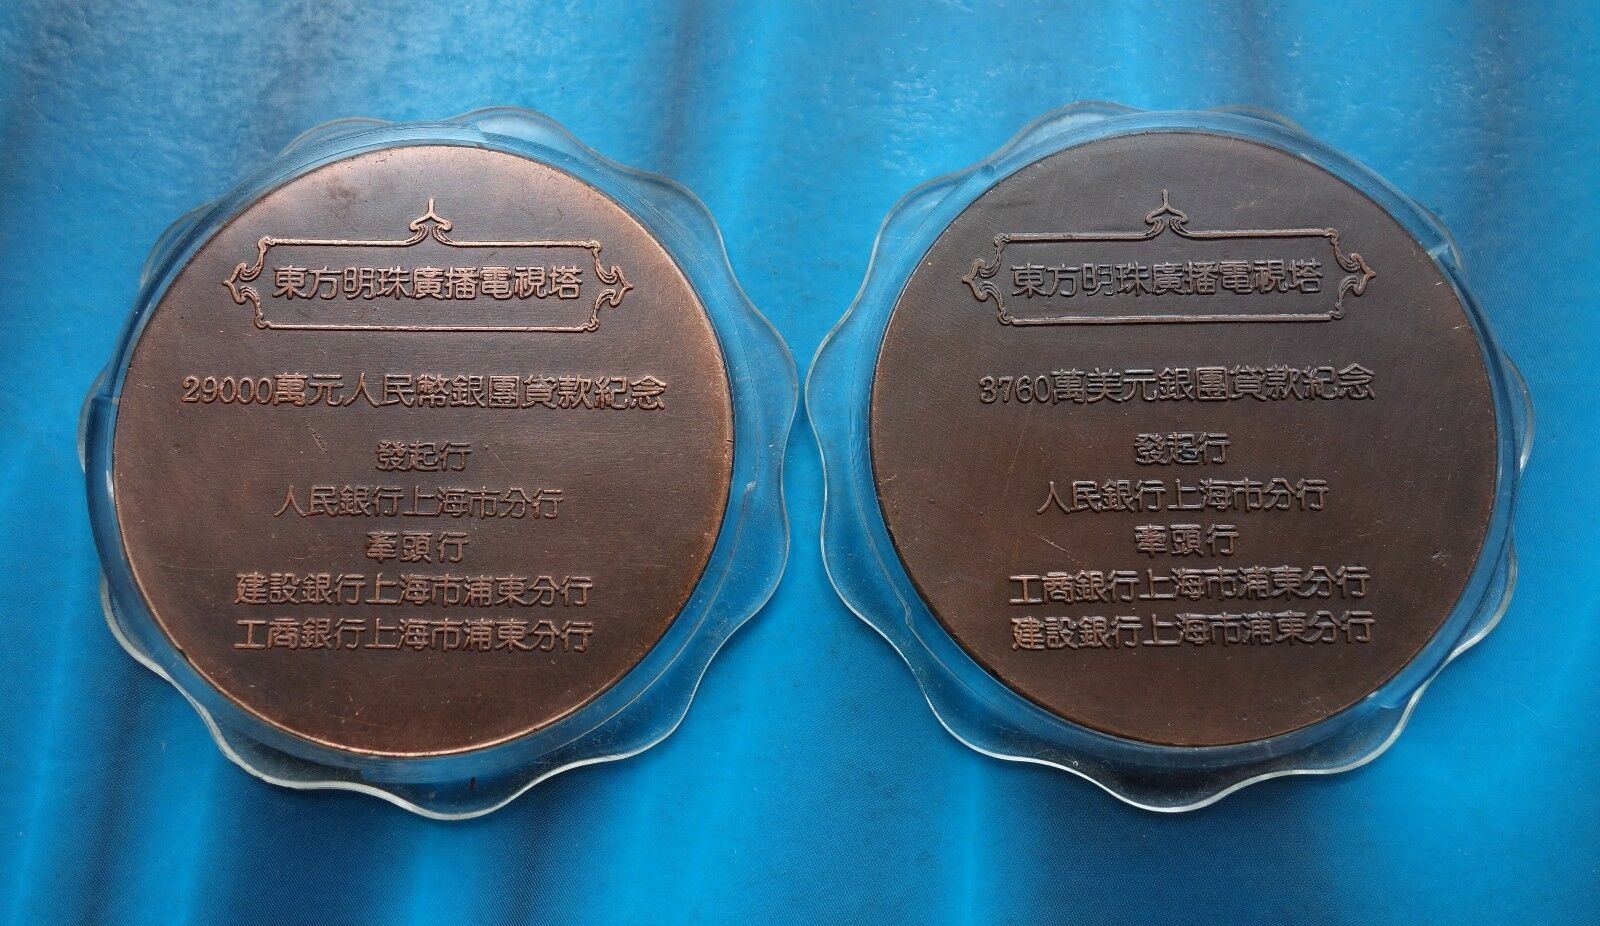 東方明珠廣播電視塔
29000萬元人民幣銀團貸款紀念
發起行
人民銀行上海市分行
牽頭行
建設銀行上海市浦東分行
工商銀行上海市浦東分行
東方明珠廣播電視塔
3760萬美元銀團貸款紀念
發起行
人民銀行上海市分行
牽頭行
工商銀行上海市浦東分行
建設銀行上海市浦東分行